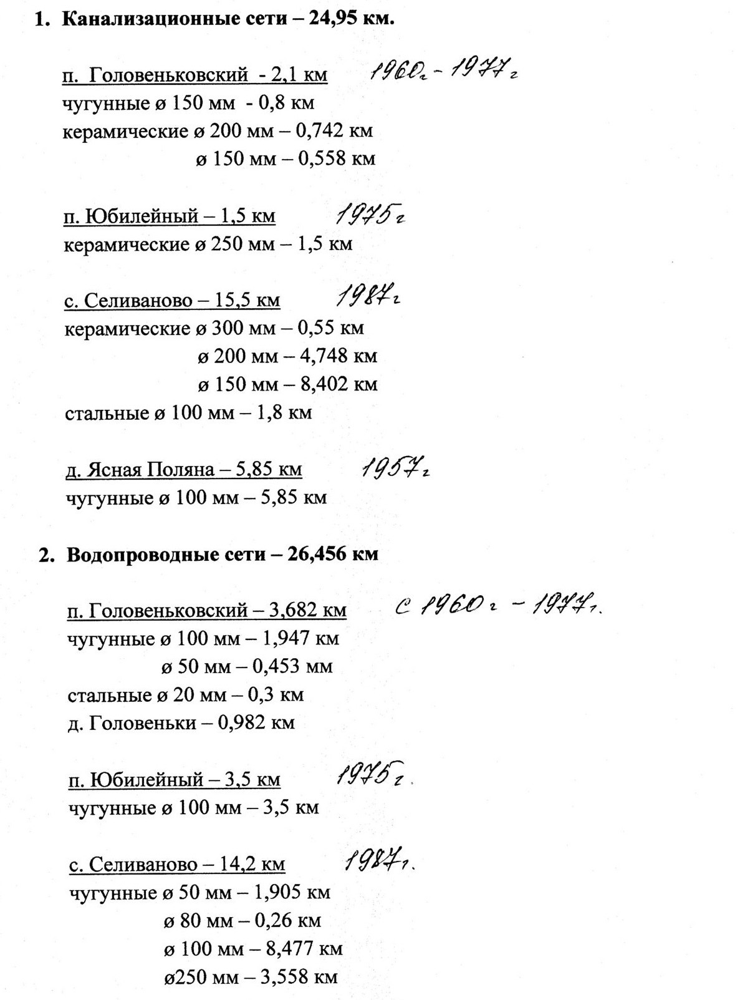 1. Канализационные сети – 24,95 км.
п. Головеньковский - 2,1 км 1960г - 1977г
чугунные ø 150 мм - 0,8 км
керамические ø 200 мм – 0,742 км
ø 150 мм – 0,558 км
п. Юбилейный – 1,5 км 1975г
керамические ø 250 мм – 1,5 км
с. Селиваново – 15,5 км 1987г
керамические ø 300 мм – 0,55 км
ø 200 мм – 4,748 км
ø 150 мм – 8,402 км
стальные ø 100 мм – 1,8 км
д. Ясная Поляна – 5,85 км 1957г
чугунные ø 100 мм – 5,85 км
2. Водопроводные сети – 26,456 км
п. Головеньковский – 3,682 км с 1960г – 1977г.
чугунные ø 100 мм – 1,947 км
ø 50 мм – 0,453 мм
стальные ø 20 мм – 0,3 км
д. Головеньки – 0,982 км
п. Юбилейный – 3,5 км 1975г.
чугунные ø 100 мм – 3,5 км
с. Селиваново – 14,2 км 1987г.
чугунные ø 50 мм – 1,905 км
ø 80 мм – 0,26 км
ø 100 мм – 8,477 км
ø250 мм – 3,558 км